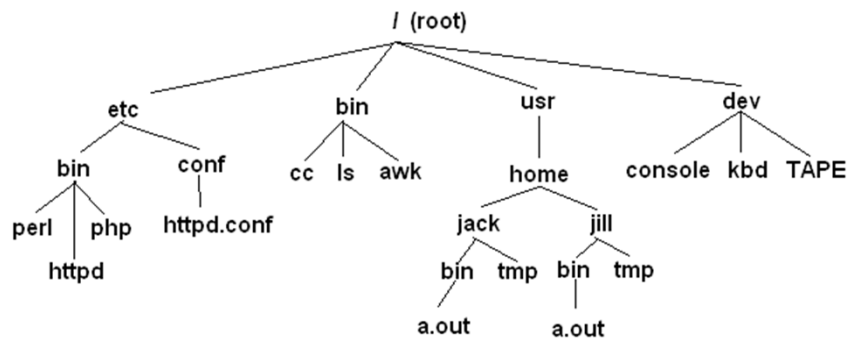 / (root)
etc bin usr dev
bin conf cc ls awk home console kbd TAPE
perl php httpd.conf jack jill
httpd bin tmp bin tmp
a.out a.out